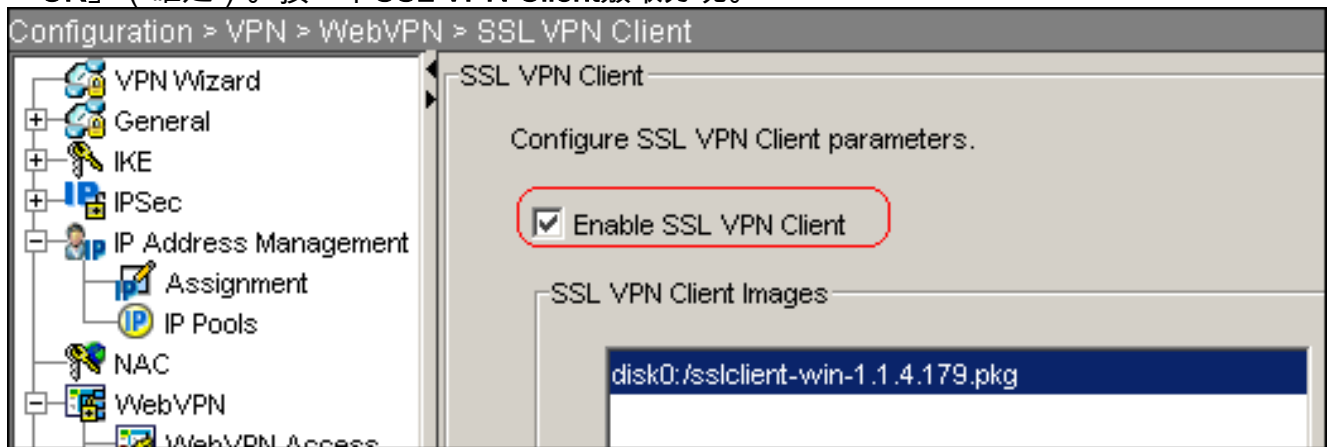 Configuration > VPN > WebVPN > SSL VPN Client
VPN Wizard
General
IKE
IPSec
IP Address Management
Assignment
IP Pools
NAC
WebVPN
WebVPN Access
SSL VPN Client
Configure SSL VPN Client parameters.
Enable SSL VPN Client
SSL VPN Client Images
disk0:/sslclient-win-1.1.4.179.pkg